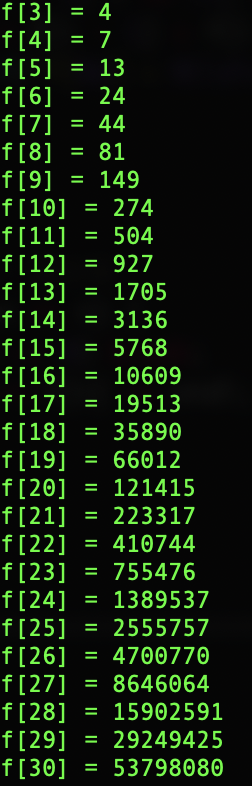 f[3] = 4
f[4] = 7
f[5] = 13
f[6] = 24
f[7] = 44
f[8] = 81
f[9] = 149
f[10] = 274
f[11] = 504
f[12] = 927
f[13] = 1705
f[14] = 3136
f[15] = 5768
f[16] = 10609
f[17] = 19513
f[18] = 35890
f[19] = 66012
f[20] = 121415
f[21] = 223317
f[22] = 410744
f[23] = 755476
f[24] = 1389537
f[25] = 2555757
f[26] = 4700770
f[27] = 8646064
f[28] = 15902591
f[29] = 29249425
f[30] = 53798080